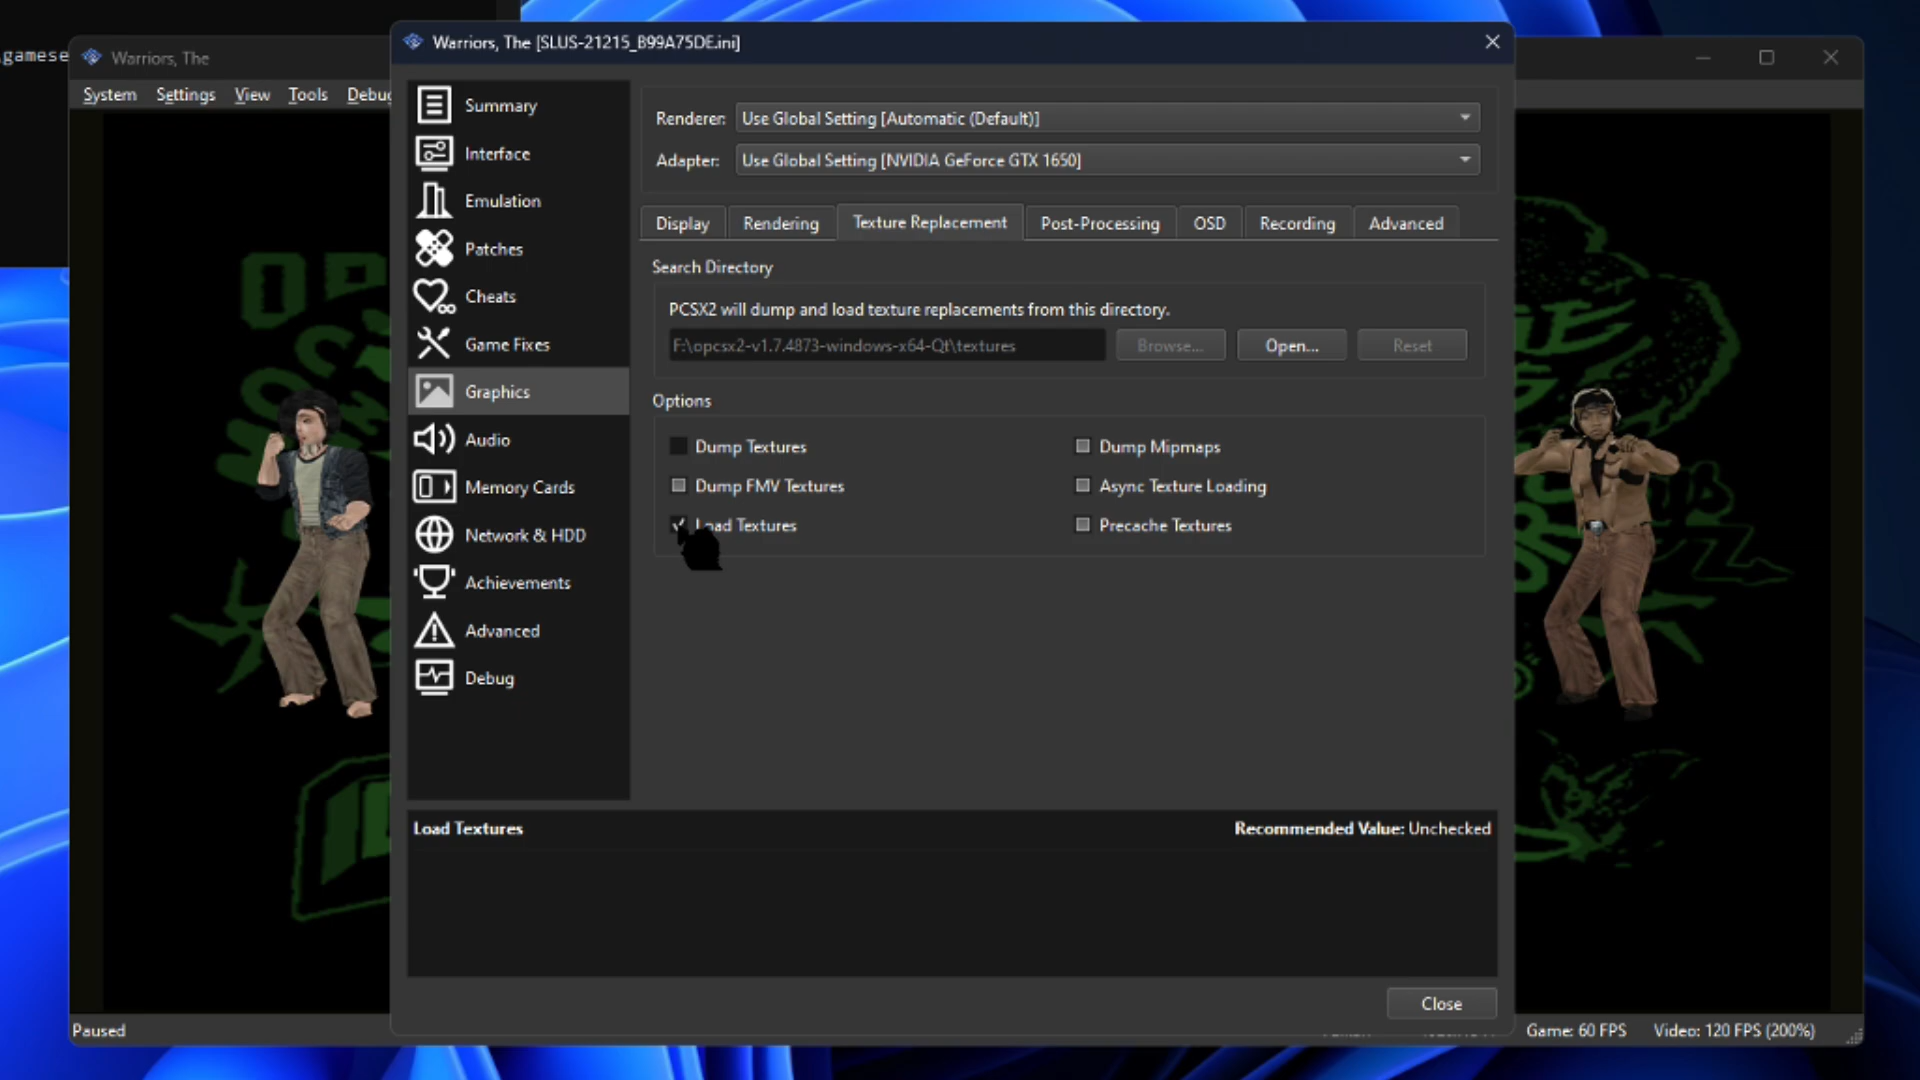 gamese
Warriors, The
System Settings View Tools Debug
Warriors, The [SLUS-21215_B99A75DE.ini]
Summary
Interface
Emulation
Patches
Cheats
Game Fixes
Graphics
Audio
Memory Cards
Network & HDD
Achievements
Advanced
Debug
Renderer: Use Global Setting [Automatic (Default)]
Adapter: Use Global Setting [NVIDIA GeForce GTX 1650]
Display Rendering Texture Replacement Post-Processing OSD Recording Advanced
Search Directory
PCSX2 will dump and load texture replacements from this directory.
F:\opcsx2-v1.7.4873-windows-x64-Qt\textures Browse... Open... Reset
Options
Dump Textures Dump Mipmaps
Dump FMV Textures Async Texture Loading
Load Textures Precache Textures
Load Textures Recommended Value: Unchecked
Close
Paused
Game: 60 FPS Video: 120 FPS (200%)